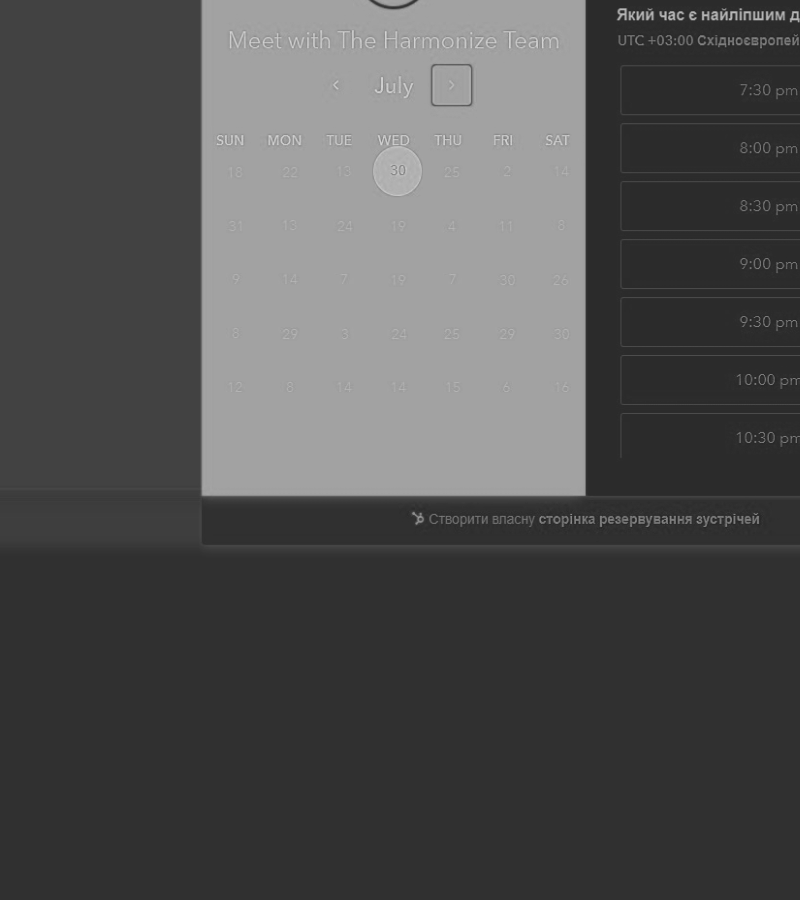 Meet with The Harmonize Team
July
SUN MON TUE WED THU FRI SAT
18 22 13 30 25 2 14
31 13 24 19 4 11 8
9 14 7 19 7 30 26
8 29 3 24 25 29 30
12 8 14 14 15 6 16
Який час є найліпшим
UTC +03:00
7:30 pm
8:00 pm
8:30 pm
9:00 pm
9:30 pm
10:00 pm
10:30 pm
Створити власну сторінка резервування зустрічей